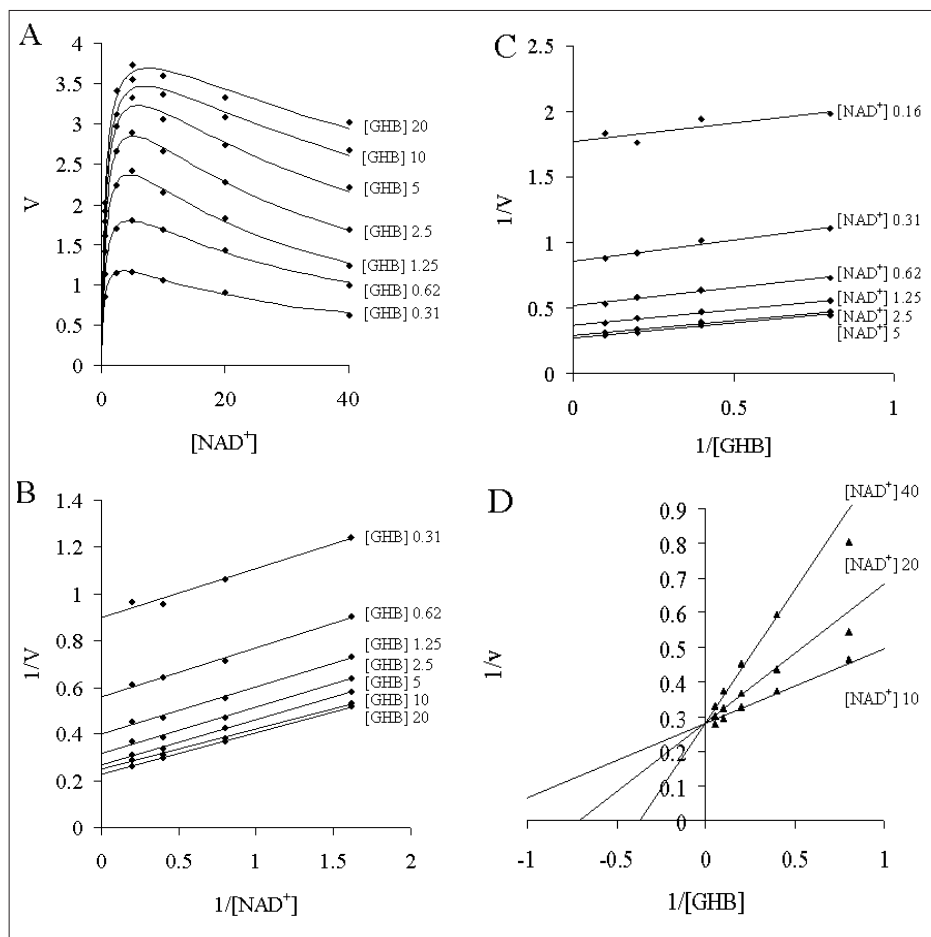 A
4
3.5
3
2.5
2
1.5
1
0.5
0
V
0
20
40
[NAD+]
[GHB] 20
[GHB] 10
[GHB] 5
[GHB] 2.5
[GHB] 1.25
[GHB] 0.62
[GHB] 0.31
C
2.5
2
1.5
1
0.5
0
1/V
0
0.5
1
1/[GHB]
[NAD+] 0.16
[NAD+] 0.31
[NAD+] 0.62
[NAD+] 1.25
[NAD+] 2.5
[NAD+] 5
B
1.4
1.2
1
0.8
0.6
0.4
0.2
0
1/V
0
0.5
1
1.5
2
1/[NAD+]
[GHB] 0.31
[GHB] 0.62
[GHB] 1.25
[GHB] 2.5
[GHB] 5
[GHB] 10
[GHB] 20
D
0.9
0.8
0.7
0.6
0.5
0.4
0.3
0.2
0.1
0
1/v
-1
-0.5
0
0.5
1
1/[GHB]
[NAD+] 40
[NAD+] 20
[NAD+] 10